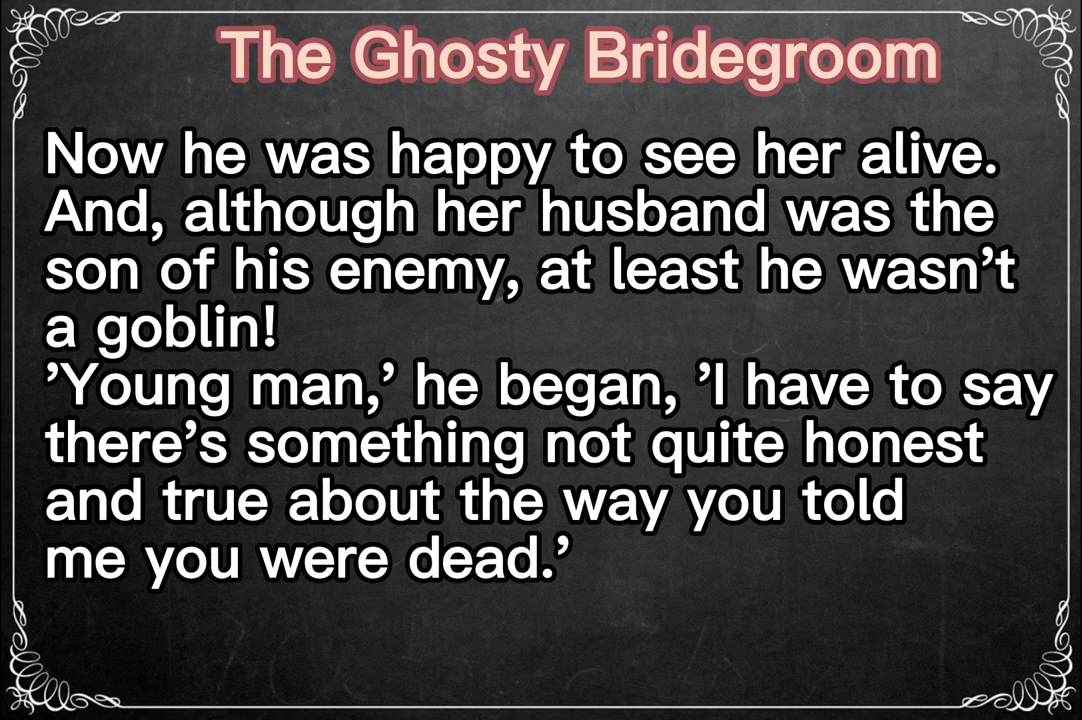 The Ghosty Bridegroom
Now he was happy to see her alive.
And, although her husband was the
son of his enemy, at least he wasn’t
a goblin!
’Young man,’ he began, ’I have to say
there’s something not quite honest
and true about the way you told
me you were dead.’